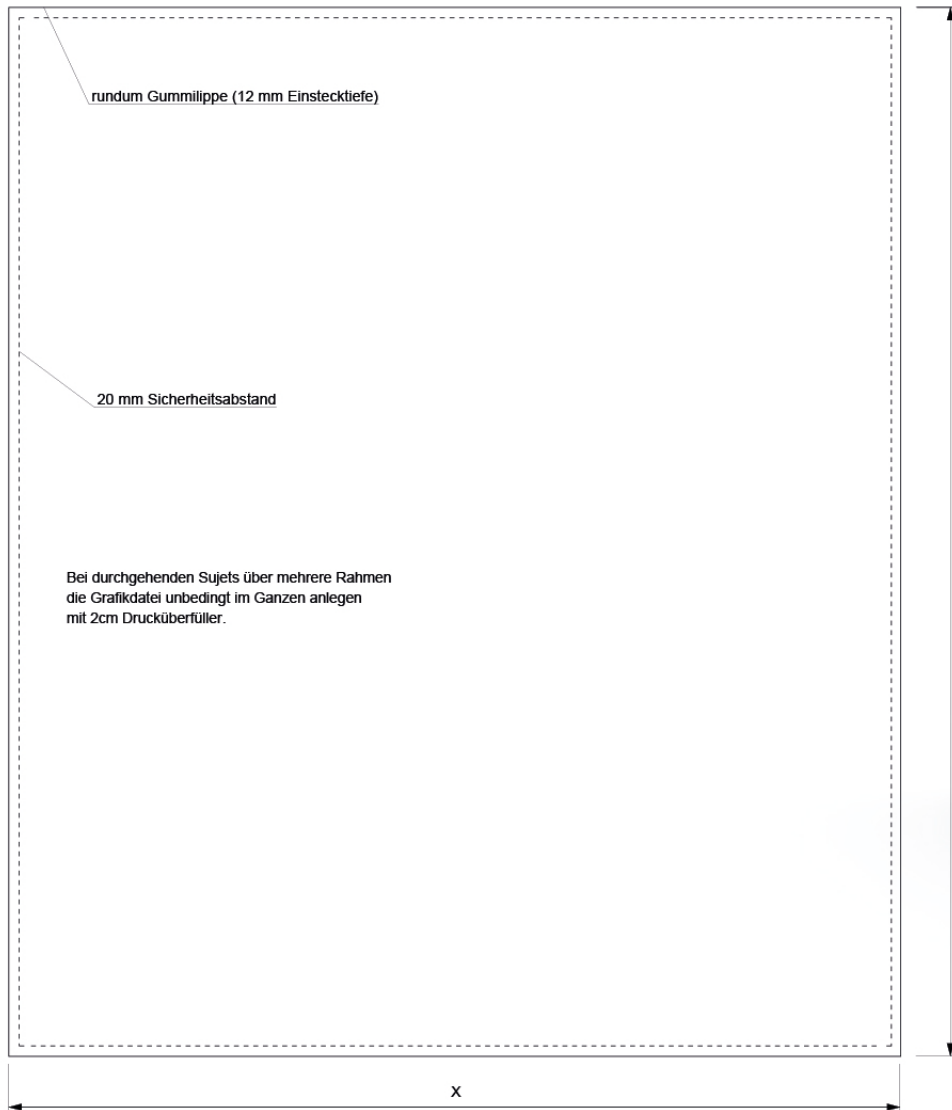 rundum Gummilippe (12 mm Einstecktiefe)
20 mm Sicherheitsabstand
Bei durchgehenden Sujets über mehrere Rahmen
die Grafikdatei unbedingt im Ganzen anlegen
mit 2cm Drucküberfüller.
x